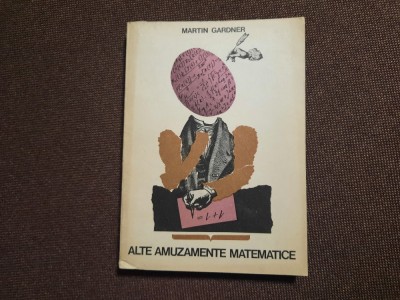 MARTIN GARDNER
ALTE AMUZAMENTE MATEMATICE